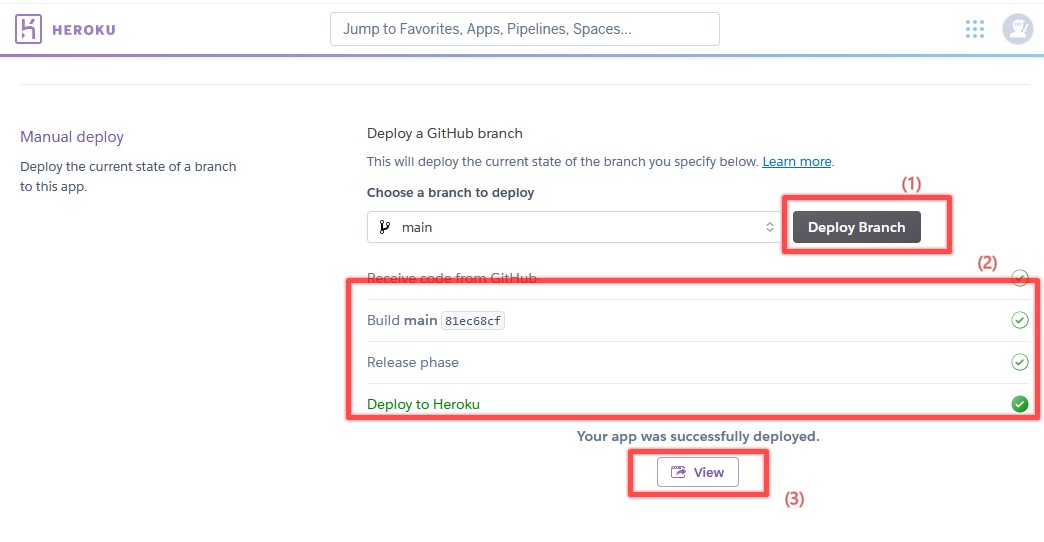 HEROKU
Jump to Favorites, Apps, Pipelines, Spaces...
Manual deploy
Deploy the current state of a branch
to this app.
Deploy a GitHub branch
This will deploy the current state of the branch you specify below. Learn more.
Choose a branch to deploy
(1)
main
Deploy Branch
(2)
Receive code from GitHub
Build main 81ec68cf
Release phase
Deploy to Heroku
Your app was successfully deployed.
View
(3)